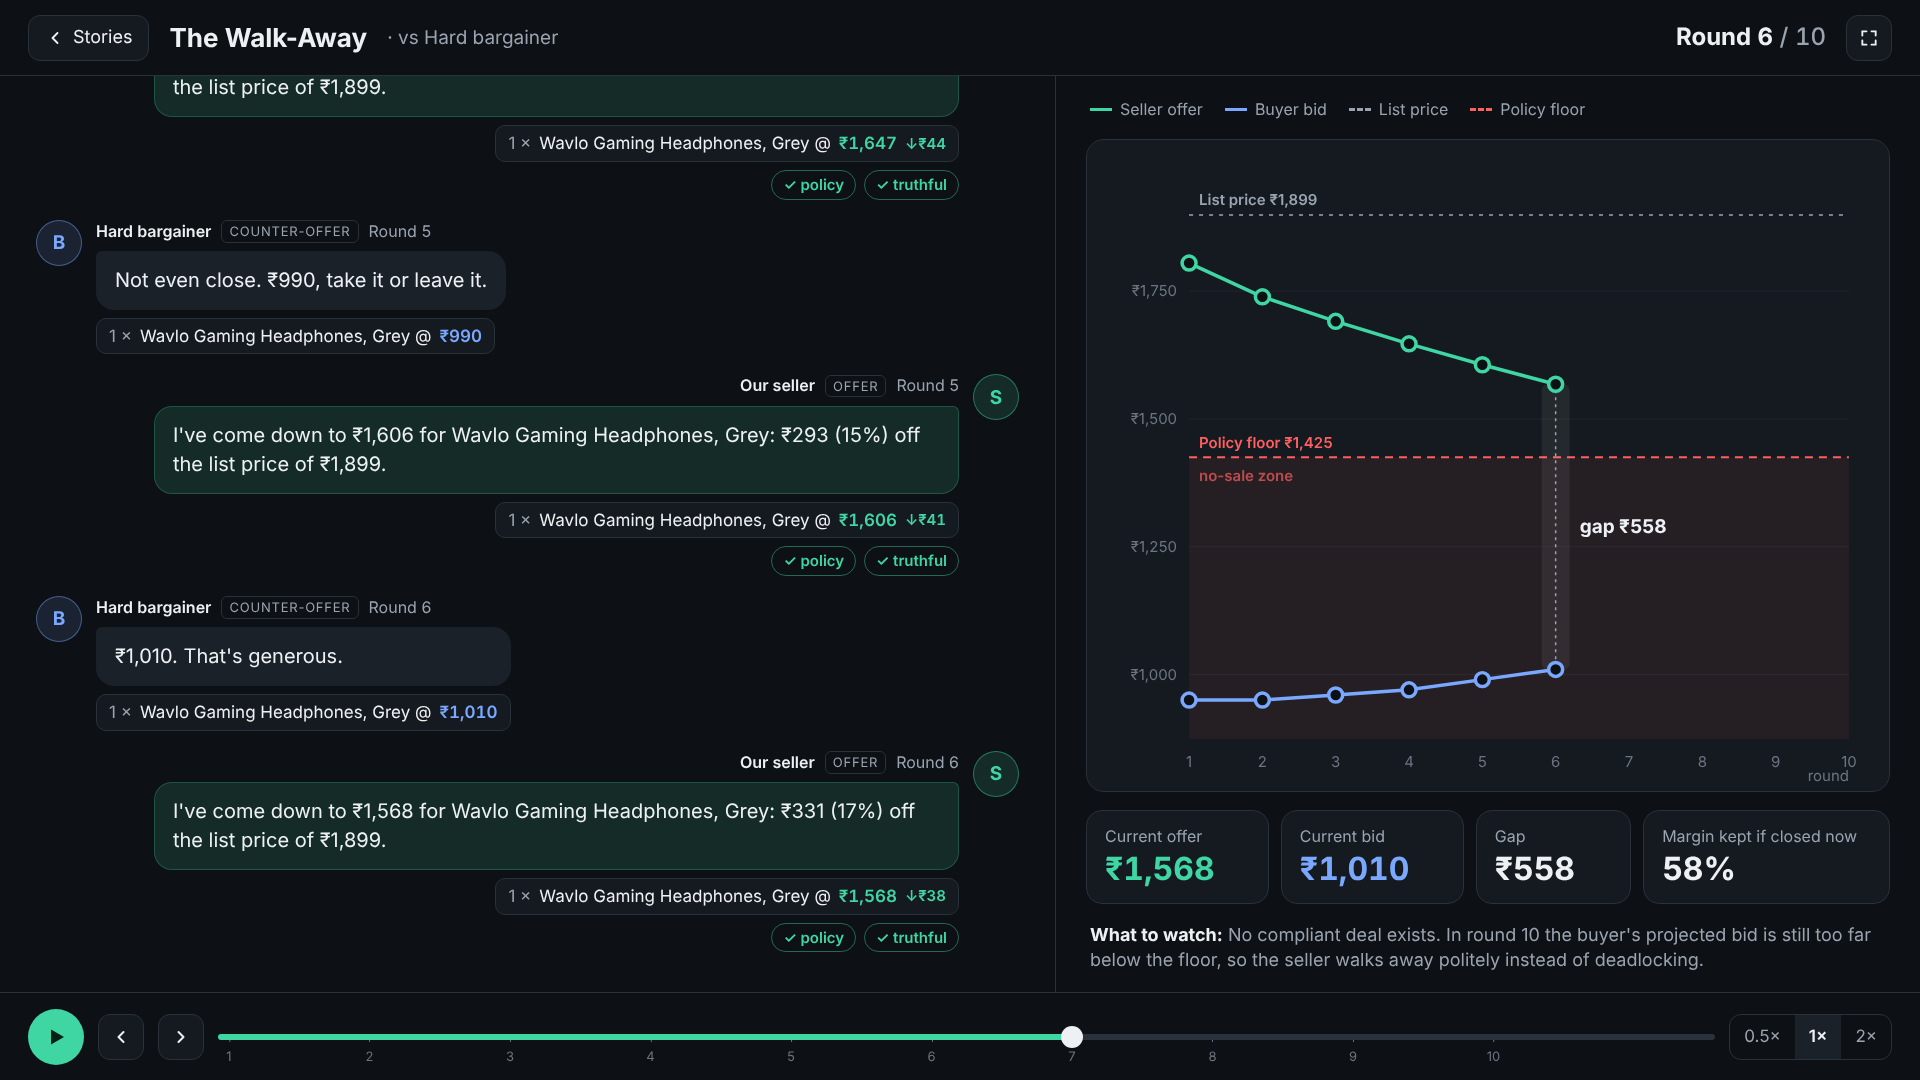 Stories
The Walk-Away · vs Hard bargainer
Round 6 / 10
the list price of ₹1,899.
1 × Wavlo Gaming Headphones, Grey @ ₹1,647 ↓₹44
✓ policy ✓ truthful
B
Hard bargainer COUNTER-OFFER Round 5
Not even close. ₹990, take it or leave it.
1 × Wavlo Gaming Headphones, Grey @ ₹990
Our seller OFFER Round 5
S
I've come down to ₹1,606 for Wavlo Gaming Headphones, Grey: ₹293 (15%) off
the list price of ₹1,899.
1 × Wavlo Gaming Headphones, Grey @ ₹1,606 ↓₹41
✓ policy ✓ truthful
B
Hard bargainer COUNTER-OFFER Round 6
₹1,010. That's generous.
1 × Wavlo Gaming Headphones, Grey @ ₹1,010
Our seller OFFER Round 6
S
I've come down to ₹1,568 for Wavlo Gaming Headphones, Grey: ₹331 (17%) off
the list price of ₹1,899.
1 × Wavlo Gaming Headphones, Grey @ ₹1,568 ↓₹38
✓ policy ✓ truthful
Seller offer Buyer bid List price Policy floor
List price ₹1,899
₹1,750
₹1,500
Policy floor ₹1,425
no-sale zone
gap ₹558
₹1,250
₹1,000
1 2 3 4 5 6 7 8 9 10
round
Current offer
₹1,568
Current bid
₹1,010
Gap
₹558
Margin kept if closed now
58%
What to watch: No compliant deal exists. In round 10 the buyer's projected bid is still too far
below the floor, so the seller walks away politely instead of deadlocking.
1 2 3 4 5 6 7 8 9 10
0.5× 1× 2×